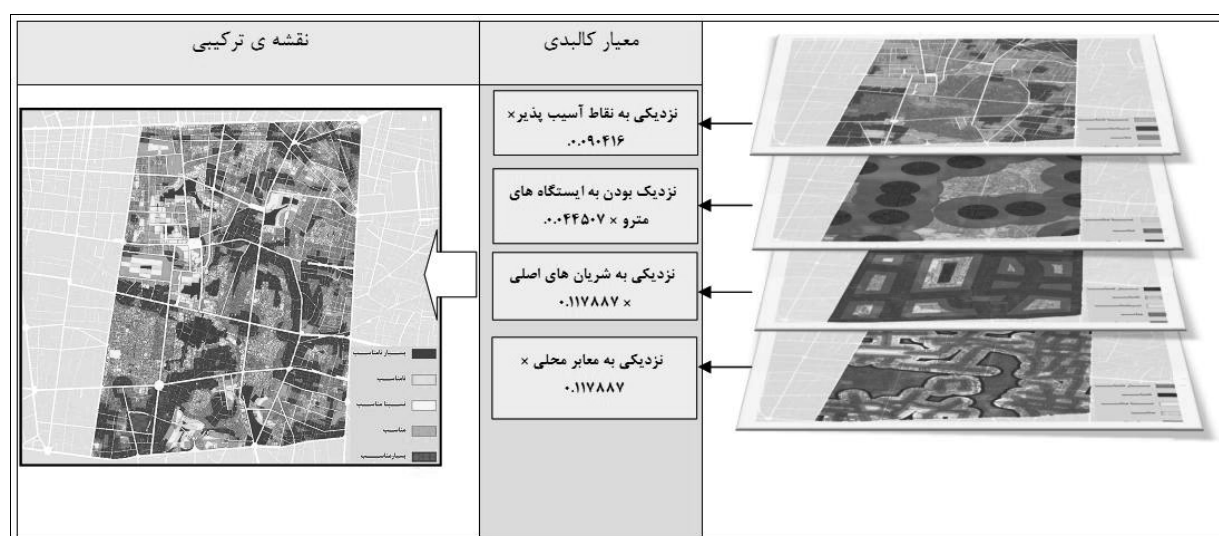 معیار کالبدی
نقشه ی ترکیبی
نزدیکی به نقاط آسیب پذیر×
۰.۰۹۰۴۱۶.
نزدیک بودن به ایستگاه های
مترو × ۰.۰۴۴۵۰۷.
نزدیکی به شریان های اصلی
× ۰.۱۱۷۸۸۷
نزدیکی به معابر محلی ×
۰.۱۱۷۸۸۷
بسیار نامناسب
نامناسب
نسبتا مناسب
مناسب
بسیارمناسب